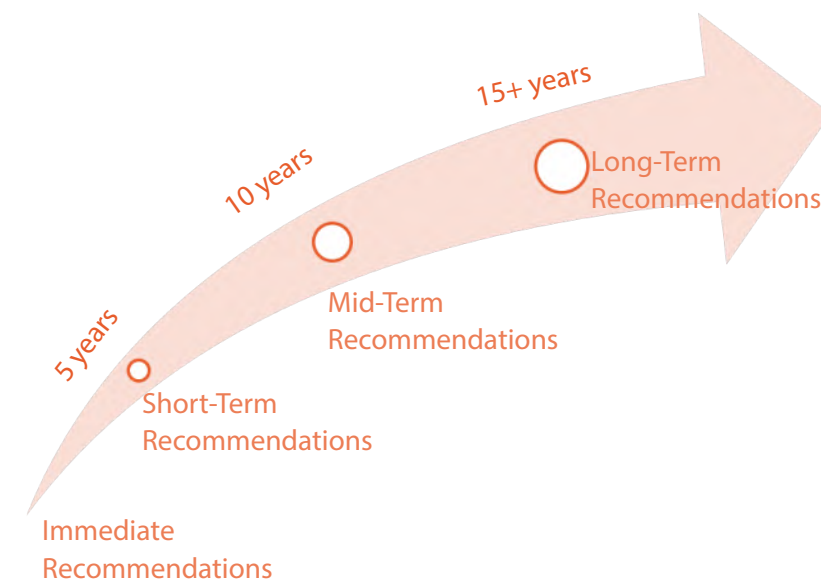 15+ years
Long-Term
Recommendations
10 years
Mid-Term
Recommendations
5 years
Short-Term
Recommendations
Immediate
Recommendations